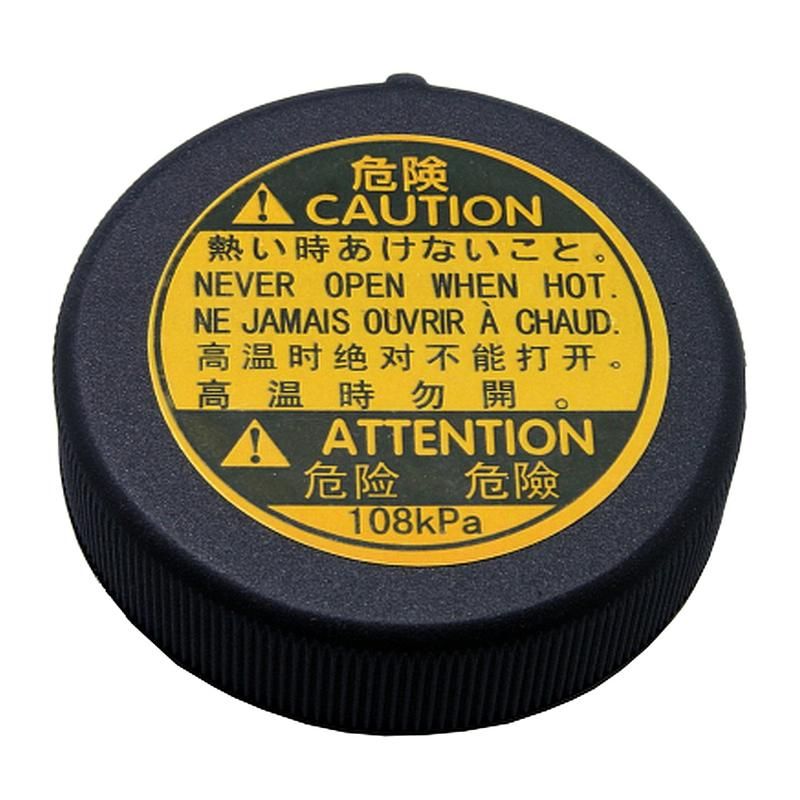 危険
CAUTION
熱い時あけないこと。
NEVER OPEN WHEN HOT.
NE JAMAIS OUVRIR À CHAUD.
高温时绝对不能打开。
高温時勿開。
ATTENTION
危险 危險
108kPa